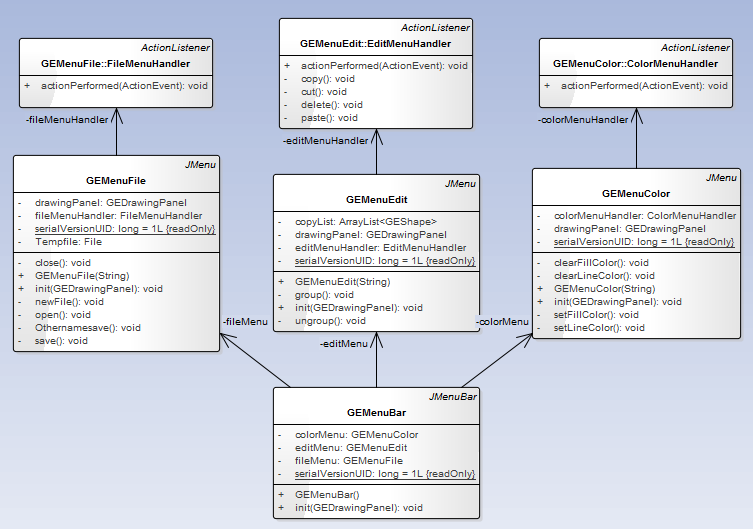 ActionListener
GEMenuFile::FileMenuHandler
+ actionPerformed(ActionEvent): void
ActionListener
GEMenuEdit::EditMenuHandler
+ actionPerformed(ActionEvent): void
- copy(): void
- cut(): void
- delete(): void
- paste(): void
ActionListener
GEMenuColor::ColorMenuHandler
+ actionPerformed(ActionEvent): void
-fileMenuHandler
-editMenuHandler
-colorMenuHandler
JMenu
GEMenuFile
- drawingPanel: GEDrawingPanel
- fileMenuHandler: FileMenuHandler
- serialVersionUID: long = 1L {readOnly}
- Tempfile: File
- close(): void
+ GEMenuFile(String)
+ init(GEDrawingPanel): void
- newFile(): void
- open(): void
- Othernamesave(): void
- save(): void
JMenu
GEMenuEdit
- copyList: ArrayList<GEShape>
- drawingPanel: GEDrawingPanel
- editMenuHandler: EditMenuHandler
- serialVersionUID: long = 1L {readOnly}
+ GEMenuEdit(String)
- group(): void
+ init(GEDrawingPanel): void
- ungroup(): void
JMenu
GEMenuColor
- colorMenuHandler: ColorMenuHandler
- drawingPanel: GEDrawingPanel
- serialVersionUID: long = 1L {readOnly}
- clearFillColor(): void
- clearLineColor(): void
+ GEMenuColor(String)
+ init(GEDrawingPanel): void
- setFillColor(): void
- setLineColor(): void
-fileMenu
-editMenu
-colorMenu
JMenuBar
GEMenuBar
- colorMenu: GEMenuColor
- editMenu: GEMenuEdit
- fileMenu: GEMenuFile
- serialVersionUID: long = 1L {readOnly}
+ GEMenuBar()
+ init(GEDrawingPanel): void